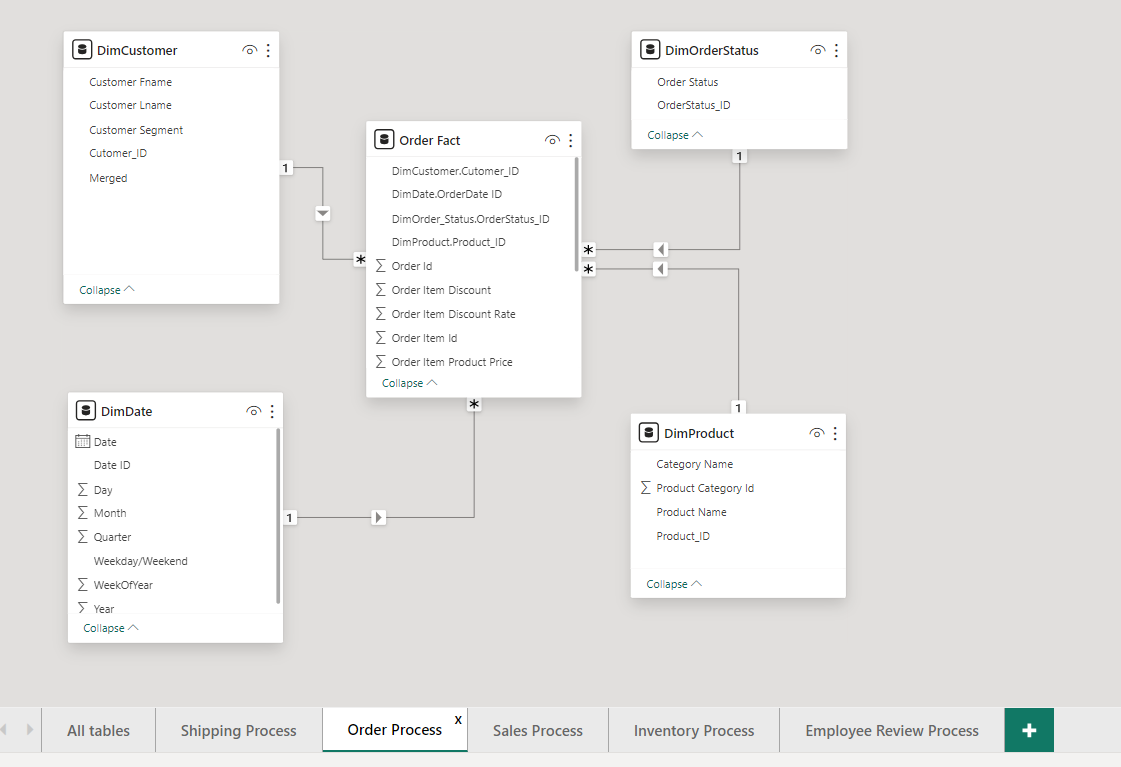 DimCustomer
Customer Fname
Customer Lname
Customer Segment
Cutomer_ID
Merged
Collapse
1
*
Order Fact
DimCustomer.Cutomer_ID
DimDate.OrderDate ID
DimOrder_Status.OrderStatus_ID
DimProduct.Product_ID
∑ Order Id
∑ Order Item Discount
∑ Order Item Discount Rate
∑ Order Item Id
∑ Order Item Product Price
Collapse
*
*
*
DimOrderStatus
Order Status
OrderStatus_ID
Collapse
1
DimDate
Date
Date ID
∑ Day
∑ Month
∑ Quarter
Weekday/Weekend
∑ WeekOfYear
∑ Year
Collapse
1
1
DimProduct
Category Name
∑ Product Category Id
Product Name
Product_ID
Collapse
All tables
Shipping Process
Order Process
x
Sales Process
Inventory Process
Employee Review Process
+